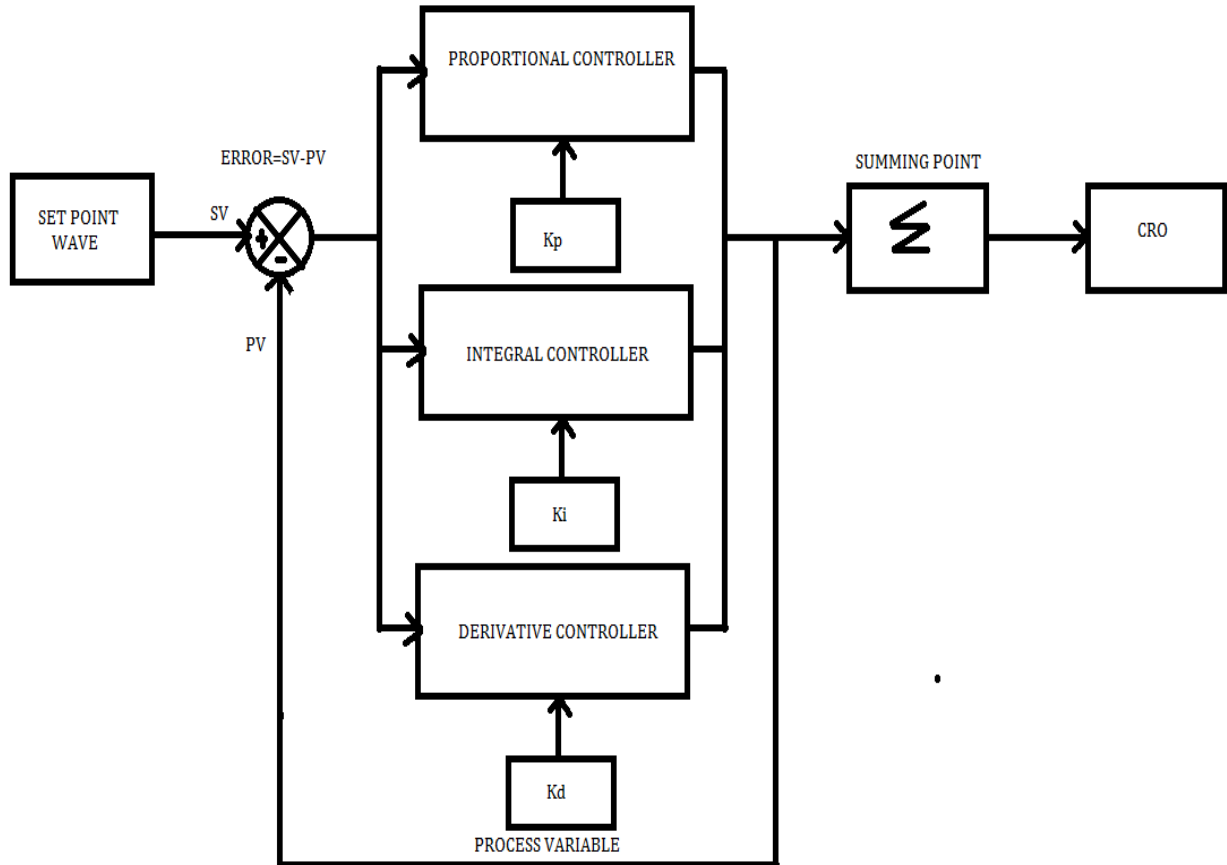 PROPORTIONAL CONTROLLER
ERROR=SV-PV
SUMMING POINT
SET POINT
WAVE
SV
+
-
Kp
Σ
CRO
PV
INTEGRAL CONTROLLER
Ki
DERIVATIVE CONTROLLER
Kd
PROCESS VARIABLE